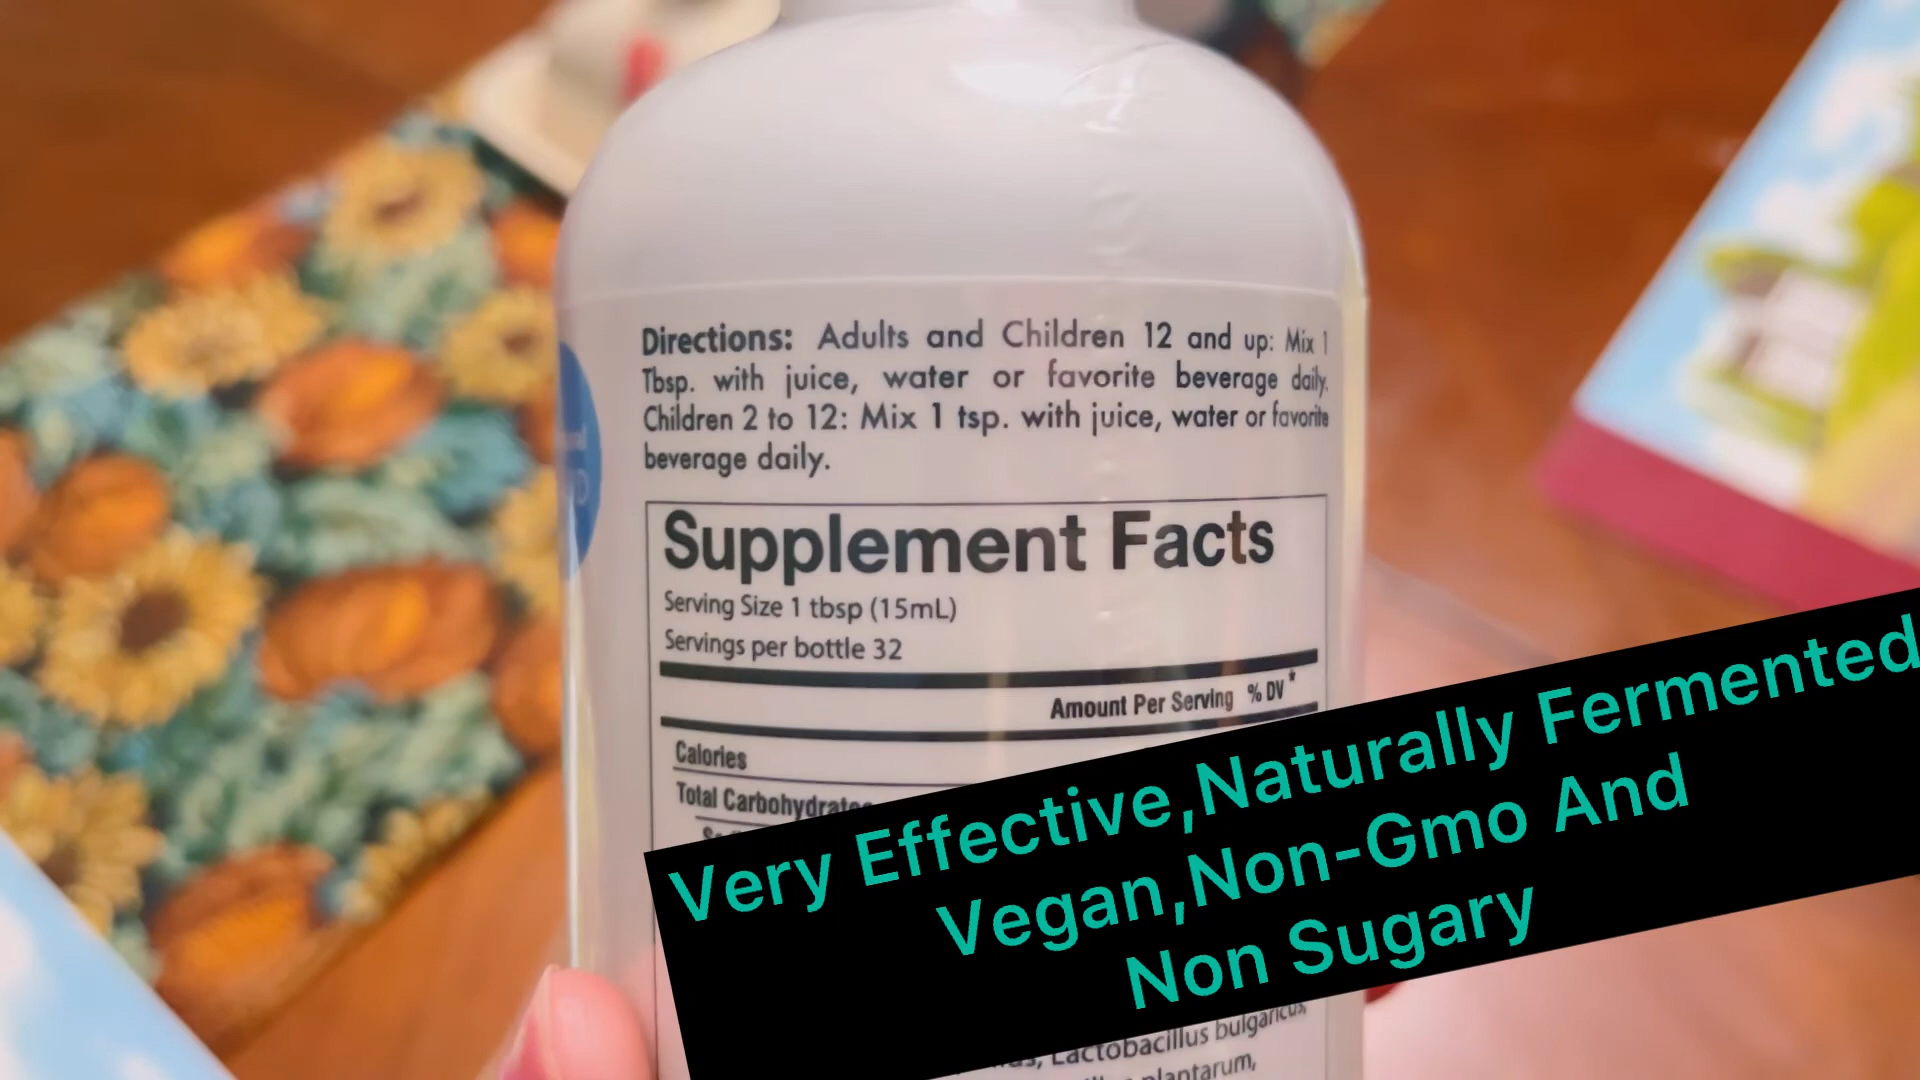 Directions: Adults and Children 12 and up: Mix 1
Tbsp. with juice, water or favorite beverage daily.
Children 2 to 12: Mix 1 tsp. with juice, water or favorite
beverage daily.
Supplement Facts
Serving Size 1 tbsp (15mL)
Servings per bottle 32
Amount Per Serving % DV*
Calories
Total Carbohydrates
Very Effective,Naturally Fermented
Vegan,Non-Gmo And
Non Sugary
Lactobacillus bulgaricus,
plantarum,